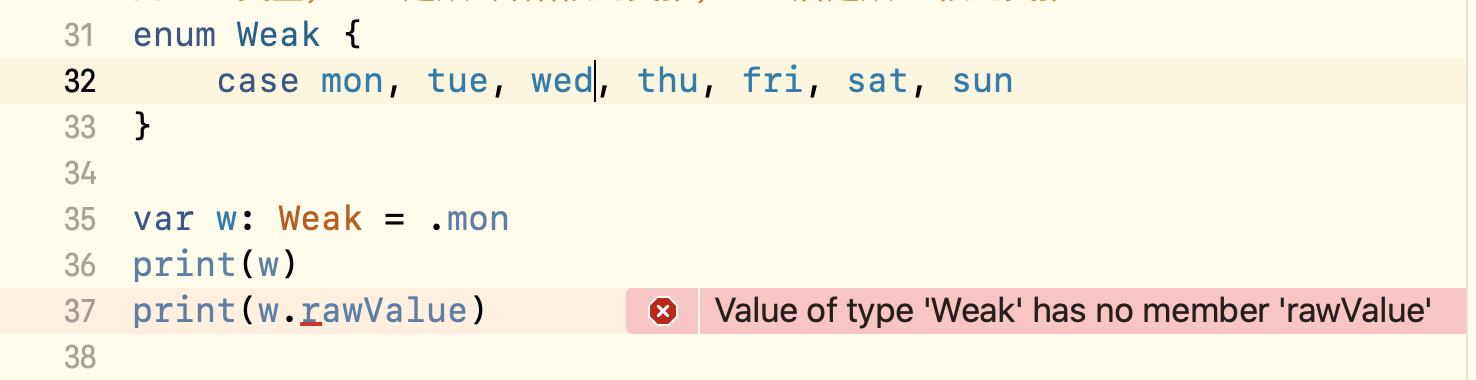 31 enum Weak {
32     case mon, tue, wed, thu, fri, sat, sun
33 }
34
35 var w: Weak = .mon
36 print(w)
37 print(w.rawValue) Value of type 'Weak' has no member 'rawValue'
38